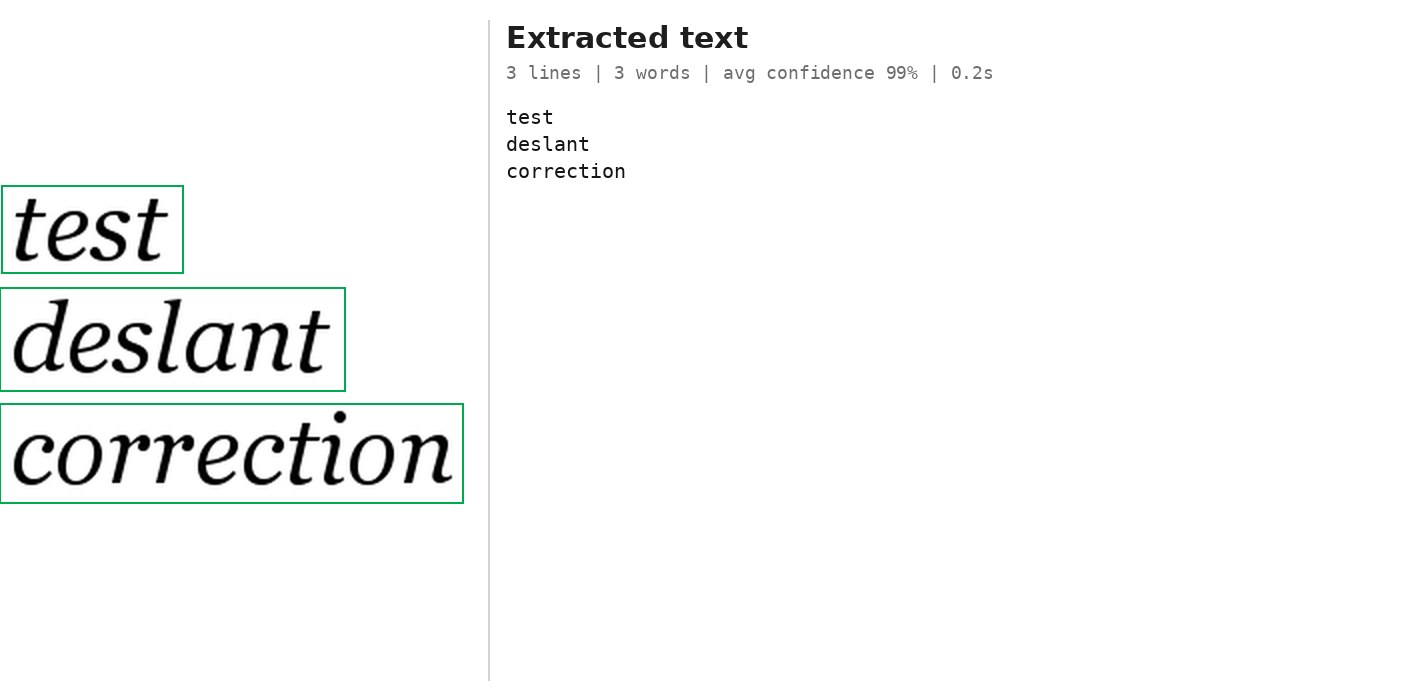 Extracted text
3 lines | 3 words | avg confidence 99% | 0.2s
test
deslant
correction
test
deslant
correction